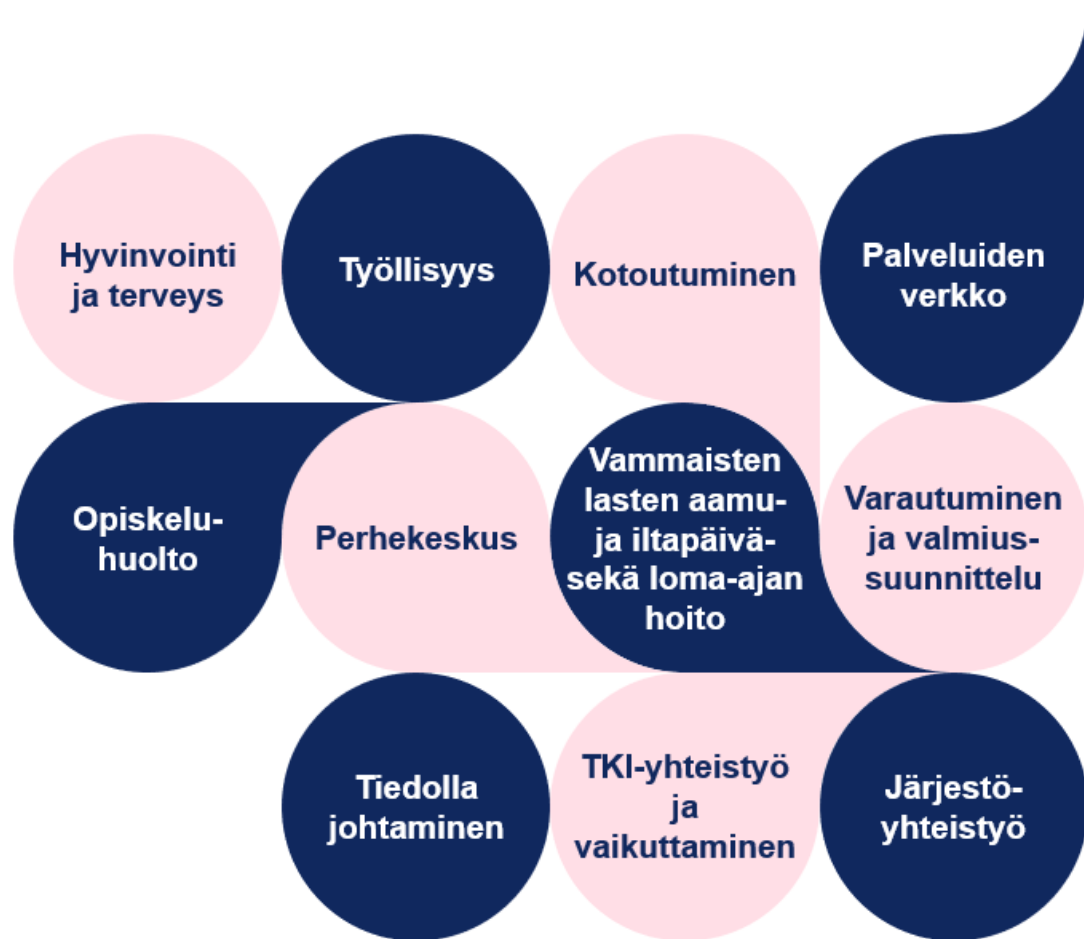 Hyvinvointi
ja terveys
Työllisyys
Kotoutuminen
Palveluiden
verkko
Opiskelu-
huolto
Perhekeskus
Vammaisten
lasten aamu-
ja iltapäivä-
sekä loma-ajan
hoito
Varautuminen
ja valmius-
suunnittelu
Tiedolla
johtaminen
TKI-yhteistyö
ja
vaikuttaminen
Järjestö-
yhteistyö